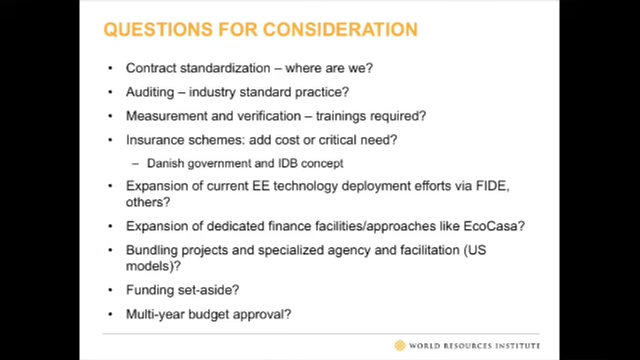 QUESTIONS FOR CONSIDERATION
• Contract standardization – where are we?
• Auditing – industry standard practice?
• Measurement and verification – trainings required?
• Insurance schemes: add cost or critical need?
– Danish government and IDB concept
• Expansion of current EE technology deployment efforts via FIDE,
others?
• Expansion of dedicated finance facilities/approaches like EcoCasa?
• Bundling projects and specialized agency and facilitation (US
models)?
• Funding set-aside?
• Multi-year budget approval?
WORLD RESOURCES INSTITUTE